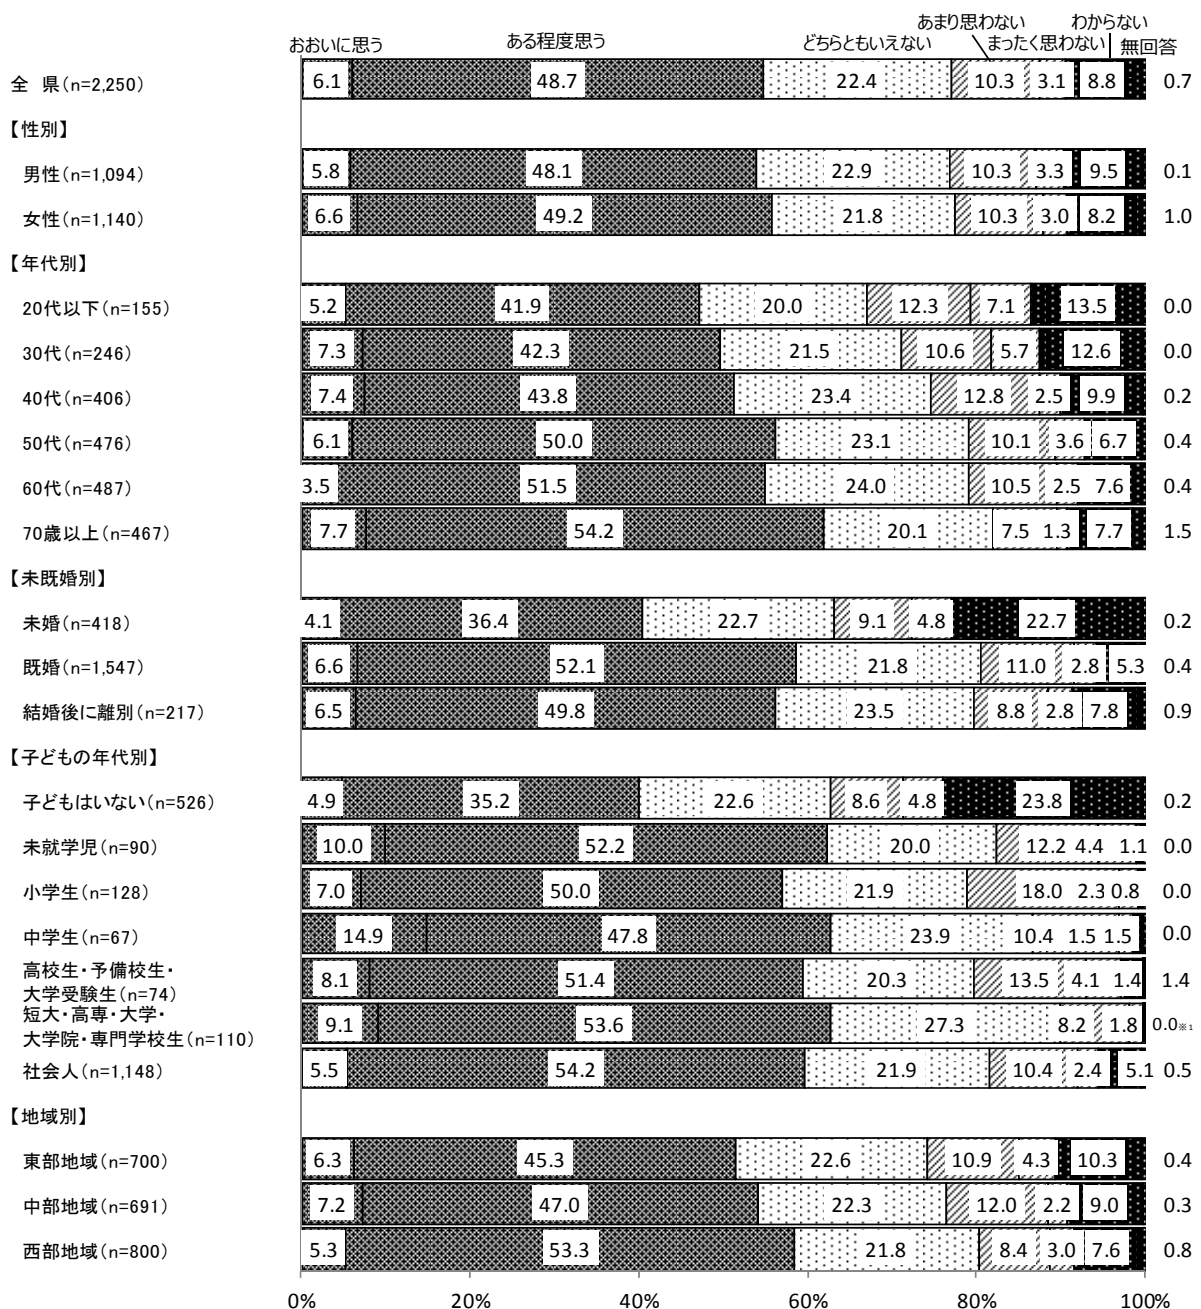 あまり思わない わからない
おおいに思う ある程度思う どちらともいえない まったく思わない 無回答
全 県(n=2,250) 6.1 48.7 22.4 10.3 3.1 8.8 0.7
【性別】
男性(n=1,094) 5.8 48.1 22.9 10.3 3.3 9.5 0.1
女性(n=1,140) 6.6 49.2 21.8 10.3 3.0 8.2 1.0
【年代別】
20代以下(n=155) 5.2 41.9 20.0 12.3 7.1 13.5 0.0
30代(n=246) 7.3 42.3 21.5 10.6 5.7 12.6 0.0
40代(n=406) 7.4 43.8 23.4 12.8 2.5 9.9 0.2
50代(n=476) 6.1 50.0 23.1 10.1 3.6 6.7 0.4
60代(n=487) 3.5 51.5 24.0 10.5 2.5 7.6 0.4
70歳以上(n=467) 7.7 54.2 20.1 7.5 1.3 7.7 1.5
【未既婚別】
未婚(n=418) 4.1 36.4 22.7 9.1 4.8 22.7 0.2
既婚(n=1,547) 6.6 52.1 21.8 11.0 2.8 5.3 0.4
結婚後に離別(n=217) 6.5 49.8 23.5 8.8 2.8 7.8 0.9
【子どもの年代別】
子どもはいない(n=526) 4.9 35.2 22.6 8.6 4.8 23.8 0.2
未就学児(n=90) 10.0 52.2 20.0 12.2 4.4 1.1 0.0
小学生(n=128) 7.0 50.0 21.9 18.0 2.3 0.8 0.0
中学生(n=67) 14.9 47.8 23.9 10.4 1.5 1.5 0.0
高校生・予備校生・
大学受験生(n=74) 8.1 51.4 20.3 13.5 4.1 1.4 1.4
短大・高専・大学・
大学院・専門学校生(n=110) 9.1 53.6 27.3 8.2 1.8 0.0※1
社会人(n=1,148) 5.5 54.2 21.9 10.4 2.4 5.1 0.5
【地域別】
東部地域(n=700) 6.3 45.3 22.6 10.9 4.3 10.3 0.4
中部地域(n=691) 7.2 47.0 22.3 12.0 2.2 9.0 0.3
西部地域(n=800) 5.3 53.3 21.8 8.4 3.0 7.6 0.8
0% 20% 40% 60% 80% 100%